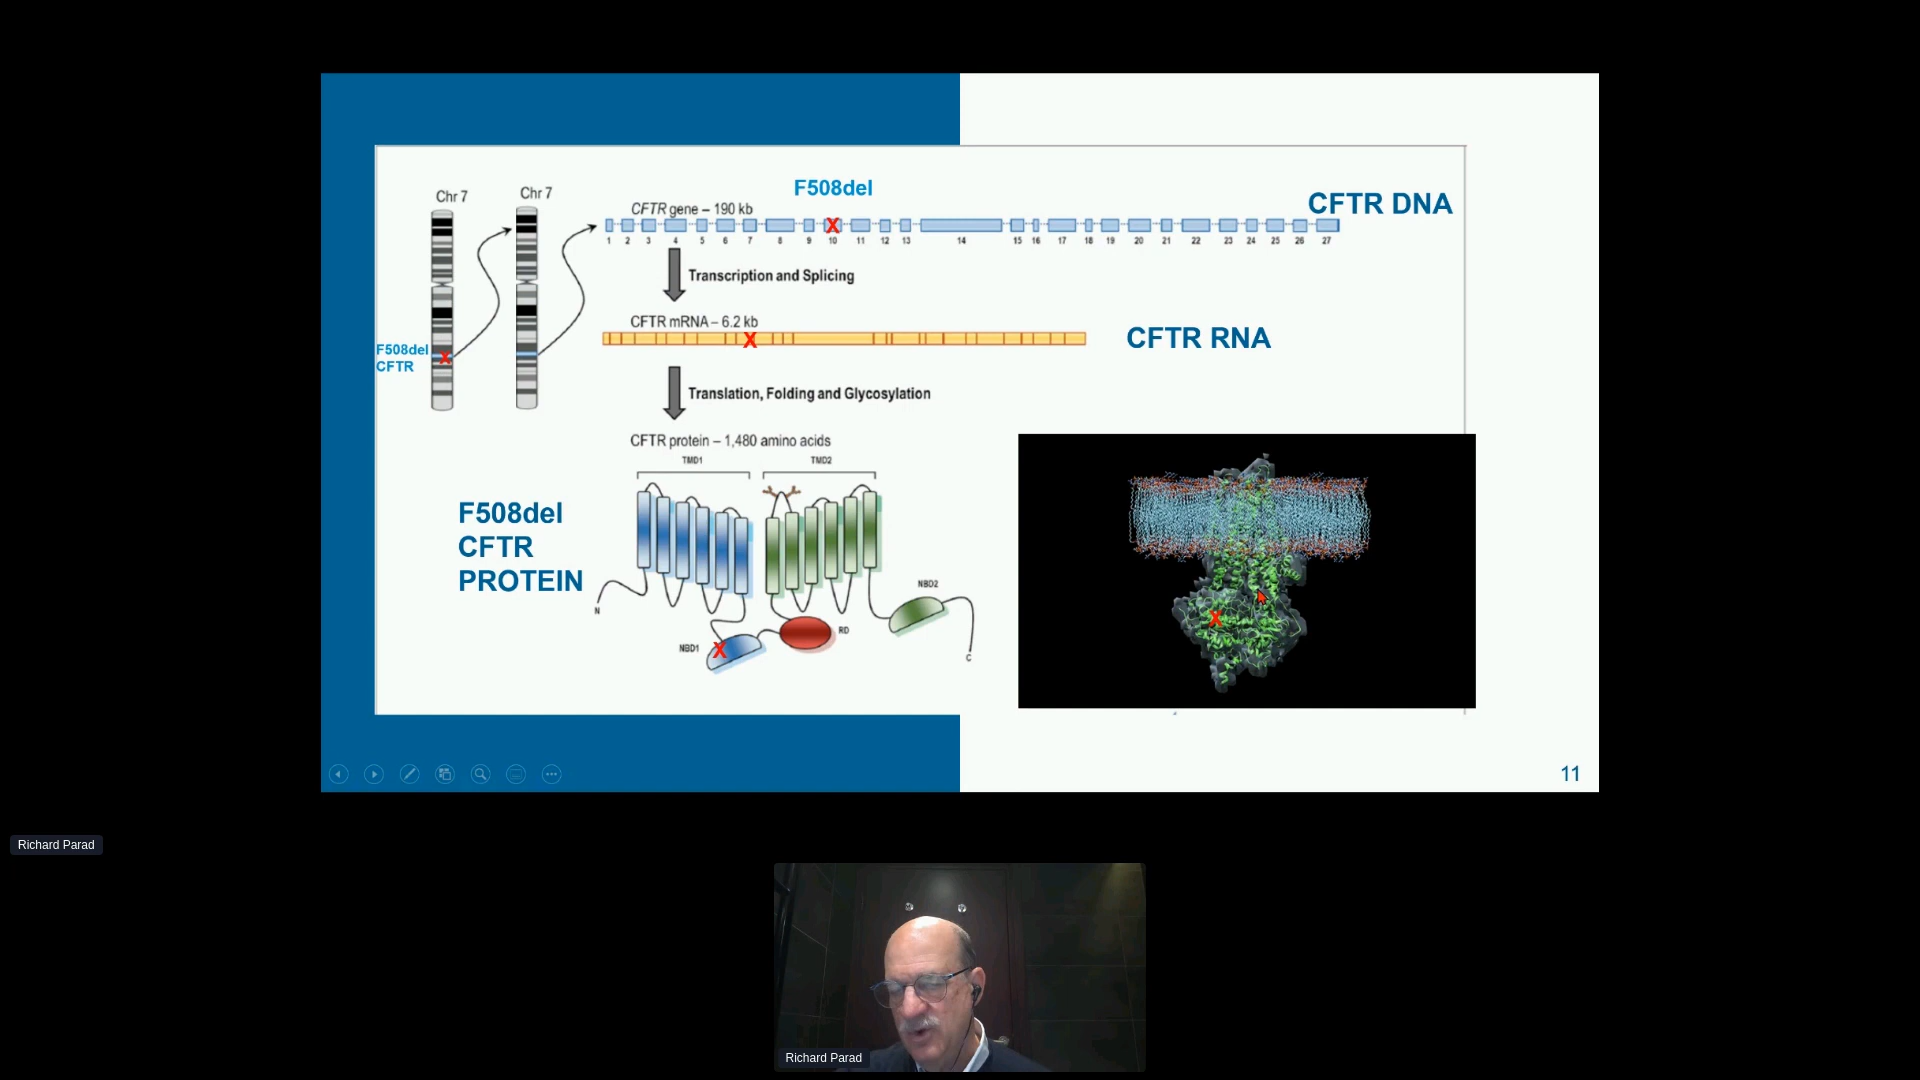 F508del
CFTR DNA
Chr 7
Chr 7
CFTR gene – 190 kb
1 2 3 4 5 6 7 8 9 10 11 12 13 14 15 16 17 18 19 20 21 22 23 24 25 26 27
X
Transcription and Splicing
CFTR mRNA – 6.2 kb
X
CFTR RNA
F508del
CFTR
X
Translation, Folding and Glycosylation
CFTR protein – 1,480 amino acids
TMD1 TMD2
F508del
CFTR
PROTEIN
N
NBD2
RD
NBD1
X
C
X
11
Richard Parad
Richard Parad